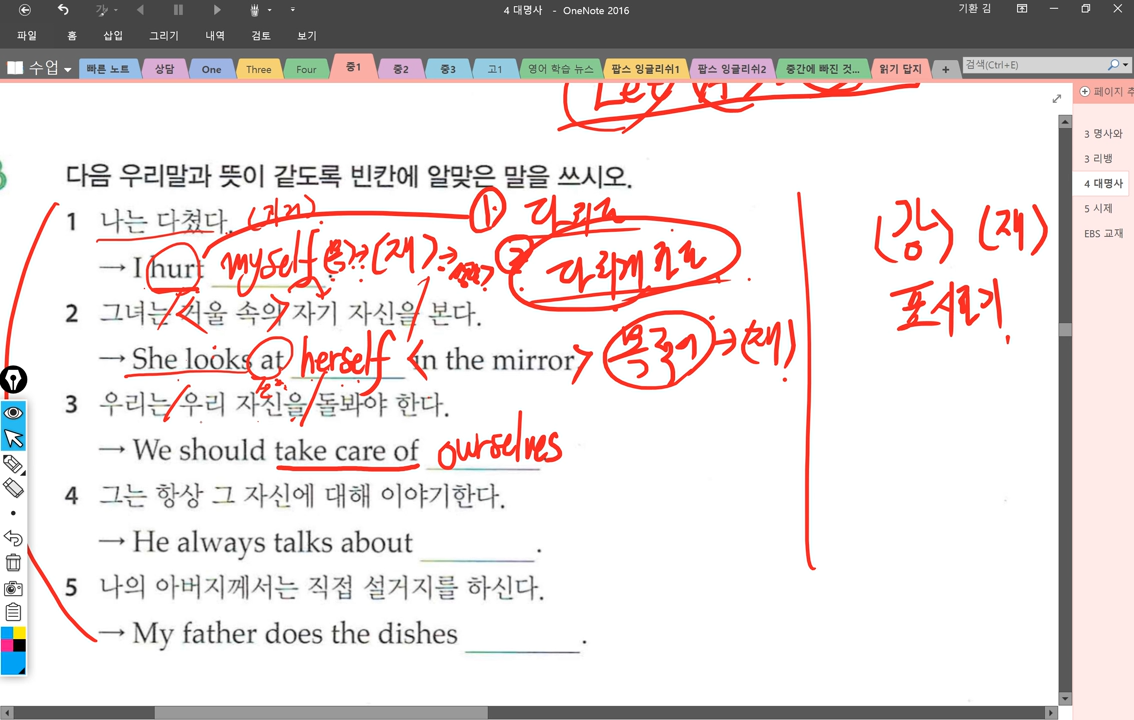 4 대명사 - OneNote 2016
기환 김
파일 홈 삽입 그리기 내역 검토 보기
수업 빠른 노트 상담 One Three Four 중1 중2 중3 고1 영어 학습 뉴스 팝스 잉글리쉬1 팝스 잉글리쉬2 중간에 빠진 것... 읽기 답지 + 검색(Ctrl+E)
페이지 추
3 명사와
3 리뱅
4 대명사
5 시제
EBS 교재
다음 우리말과 뜻이 같도록 빈칸에 알맞은 말을 쓰시오.
1 나는 다쳤다.
① 다리다
(강) (재)
→ I hurt myself (재) ②
표시하기
2 그녀는 거울 속의 자기 자신을 본다.
→ She looks at herself in the mirror. 목적어 → (재)
3 우리는 우리 자신을 돌봐야 한다.
→ We should take care of ourselves
4 그는 항상 그 자신에 대해 이야기한다.
→ He always talks about ______.
5 나의 아버지께서는 직접 설거지를 하신다.
→ My father does the dishes ______.